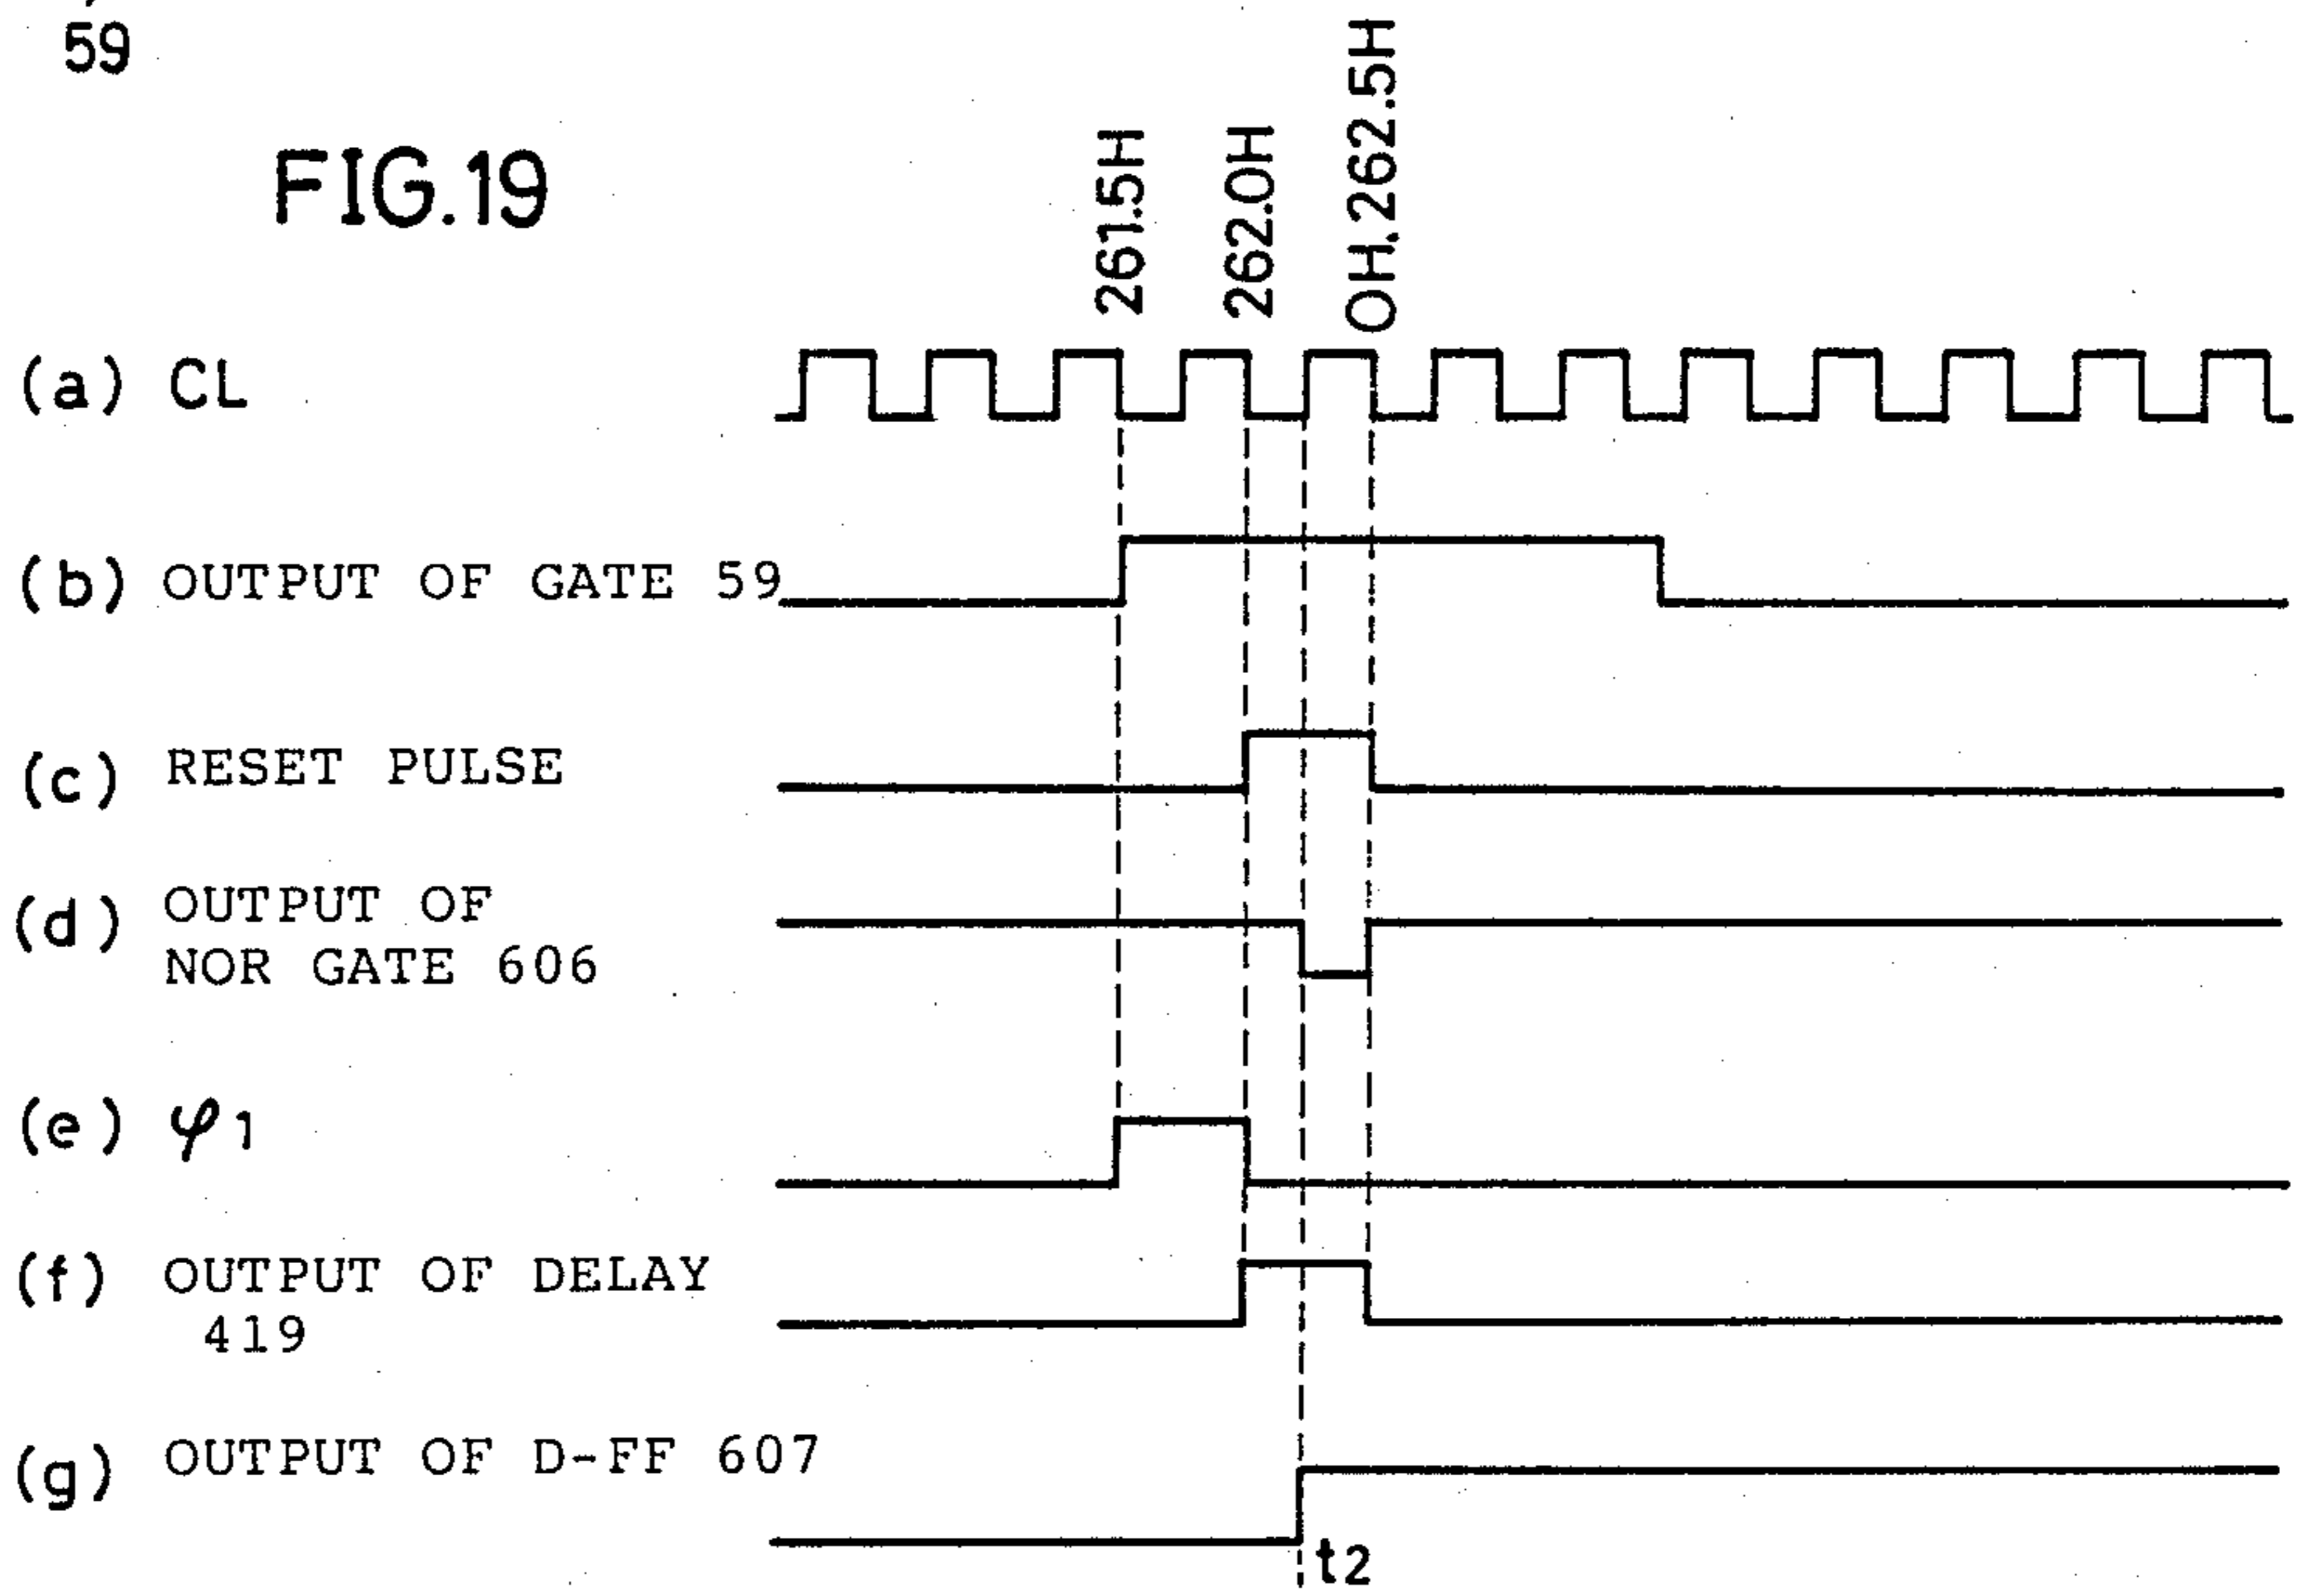 59
FIG.19
261.5H
262.0H
0H.262.5H
(a) CL
(b) OUTPUT OF GATE 59
(c) RESET PULSE
(d) OUTPUT OF
NOR GATE 606
(e) φ1
(f) OUTPUT OF DELAY
419
(g) OUTPUT OF D-FF 607
t2